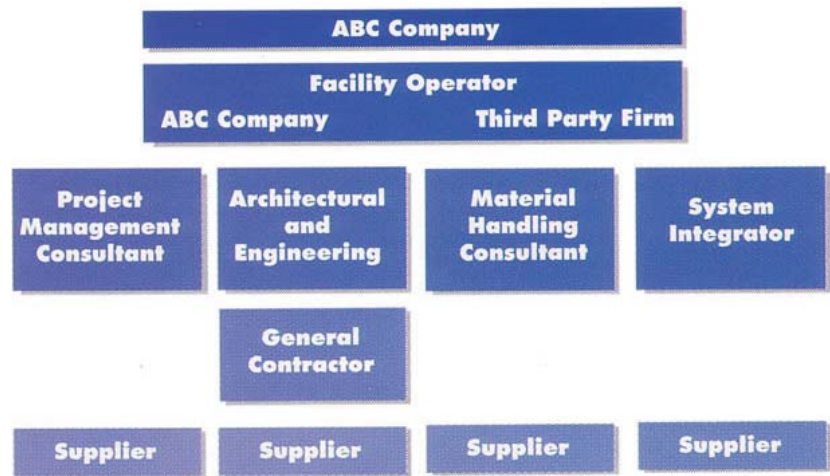 ABC Company
Facility Operator
ABC Company Third Party Firm
Project
Management
Consultant
Architectural
and
Engineering
Material
Handling
Consultant
System
Integrator
General
Contractor
Supplier
Supplier
Supplier
Supplier